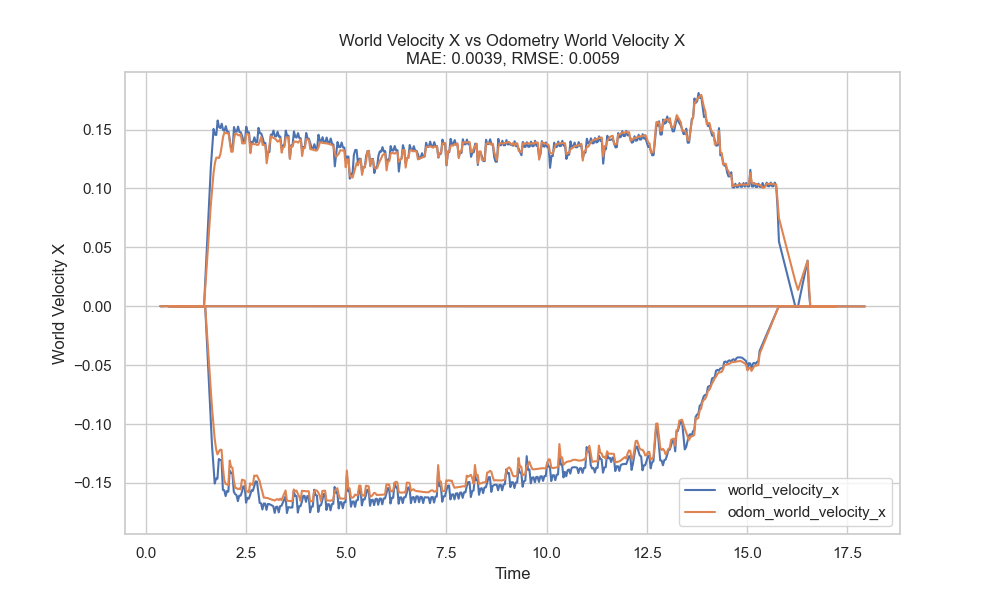 World Velocity X vs Odometry World Velocity X
MAE: 0.0039, RMSE: 0.0059
World Velocity X
0.15
0.10
0.05
0.00
−0.05
−0.10
−0.15
0.0 2.5 5.0 7.5 10.0 12.5 15.0 17.5
Time
world_velocity_x
odom_world_velocity_x